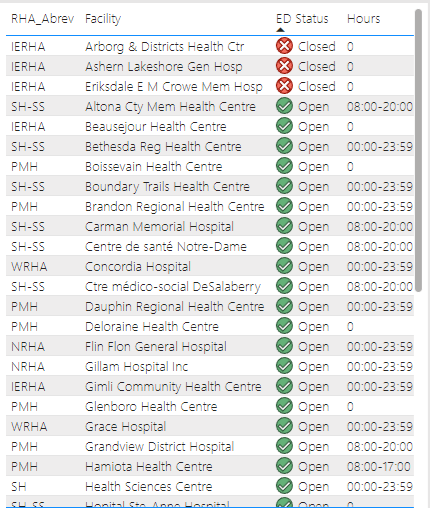 RHA_Abrev Facility ED Status Hours
IERHA Arborg & Districts Health Ctr Closed 0
IERHA Ashern Lakeshore Gen Hosp Closed 0
IERHA Eriksdale E M Crowe Mem Hosp Closed 0
SH-SS Altona Cty Mem Health Centre Open 08:00-20:00
IERHA Beausejour Health Centre Open 0
SH-SS Bethesda Reg Health Centre Open 00:00-23:59
PMH Boissevain Health Centre Open 0
SH-SS Boundary Trails Health Centre Open 00:00-23:59
PMH Brandon Regional Health Centre Open 00:00-23:59
SH-SS Carman Memorial Hospital Open 08:00-20:00
SH-SS Centre de santé Notre-Dame Open 08:00-20:00
WRHA Concordia Hospital Open 00:00-23:59
SH-SS Ctre médico-social DeSalaberry Open 08:00-20:00
PMH Dauphin Regional Health Centre Open 00:00-23:59
PMH Deloraine Health Centre Open 0
NRHA Flin Flon General Hospital Open 00:00-23:59
NRHA Gillam Hospital Inc Open 00:00-23:59
IERHA Gimli Community Health Centre Open 00:00-23:59
PMH Glenboro Health Centre Open 0
WRHA Grace Hospital Open 00:00-23:59
PMH Grandview District Hospital Open 08:00-20:00
PMH Hamiota Health Centre Open 08:00-17:00
SH Health Sciences Centre Open 00:00-23:59
SH-SS Hopital Ste. Anne Hospital Open 0